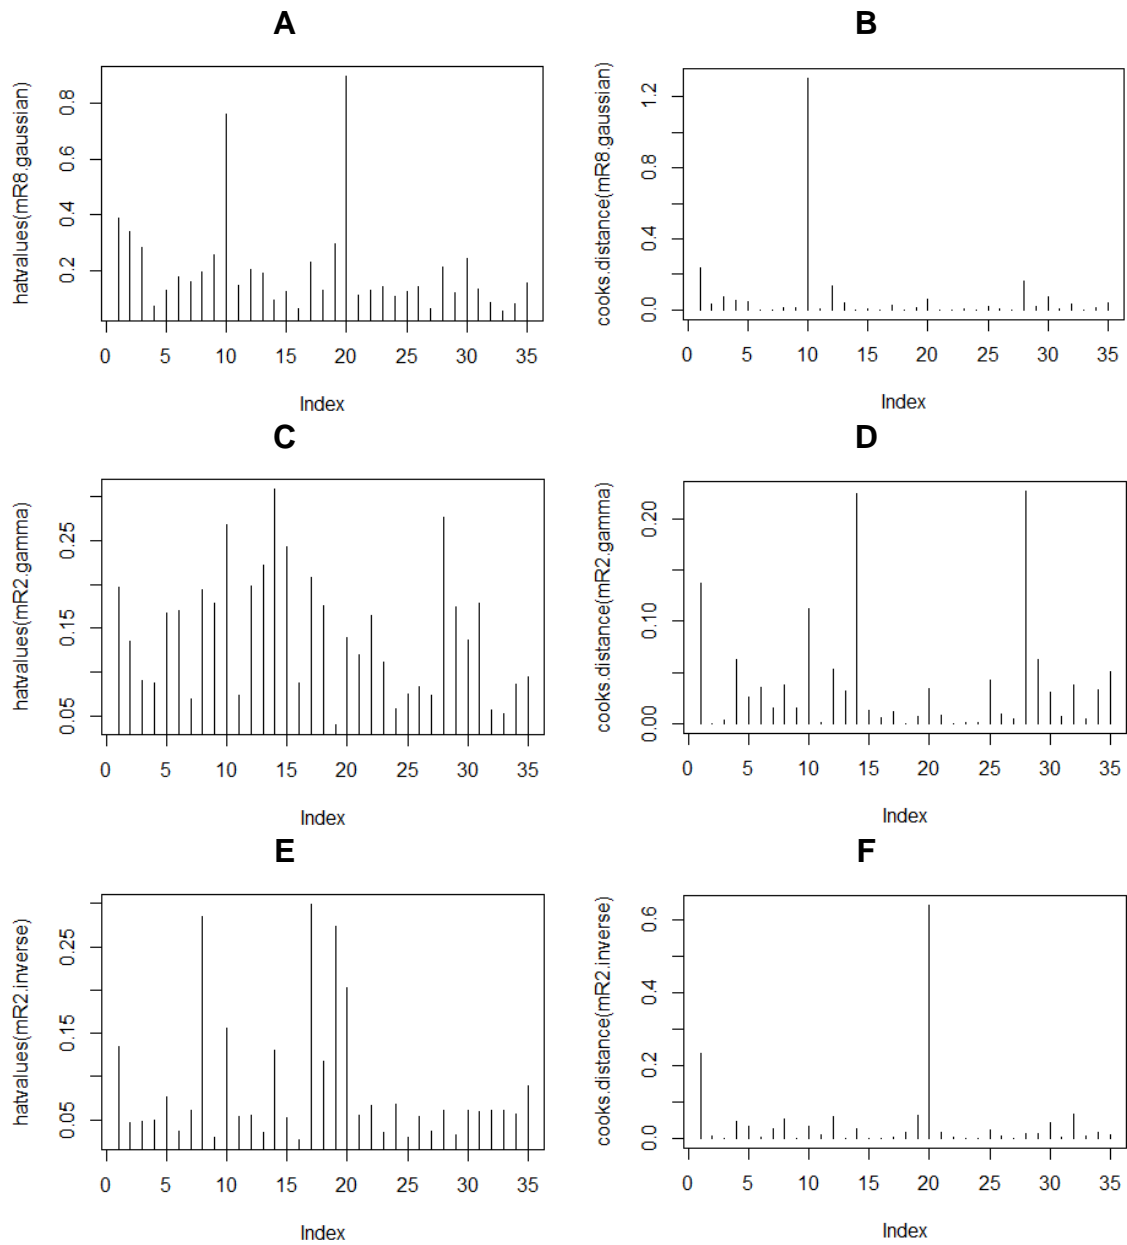 A
hatvalues(mR8.gaussian)
0.8
0.6
0.4
0.2
0 5 10 15 20 25 30 35
Index
B
cooks.distance(mR8.gaussian)
1.2
0.8
0.4
0.0
0 5 10 15 20 25 30 35
Index
C
hatvalues(mR2.gamma)
0.25
0.15
0.05
0 5 10 15 20 25 30 35
Index
D
cooks.distance(mR2.gamma)
0.20
0.10
0.00
0 5 10 15 20 25 30 35
Index
E
hatvalues(mR2.inverse)
0.25
0.15
0.05
0 5 10 15 20 25 30 35
Index
F
cooks.distance(mR2.inverse)
0.6
0.4
0.2
0.0
0 5 10 15 20 25 30 35
Index